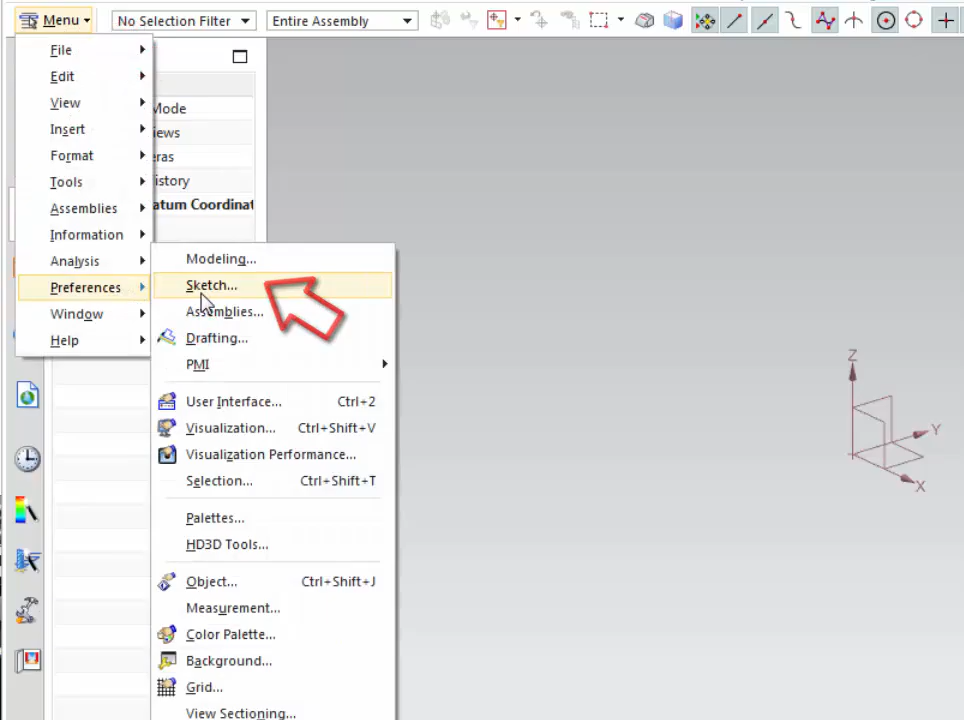 Menu
No Selection Filter
Entire Assembly
File
Edit
View
Insert
Format
Tools
Assemblies
Information
Analysis
Preferences
Window
Help
Mode
iews
eras
istory
atum Coordinat
Modeling...
Sketch...
Assemblies...
Drafting...
PMI
User Interface... Ctrl+2
Visualization... Ctrl+Shift+V
Visualization Performance...
Selection... Ctrl+Shift+T
Palettes...
HD3D Tools...
Object... Ctrl+Shift+J
Measurement...
Color Palette...
Background...
Grid...
View Sectioning...
Z
Y
X